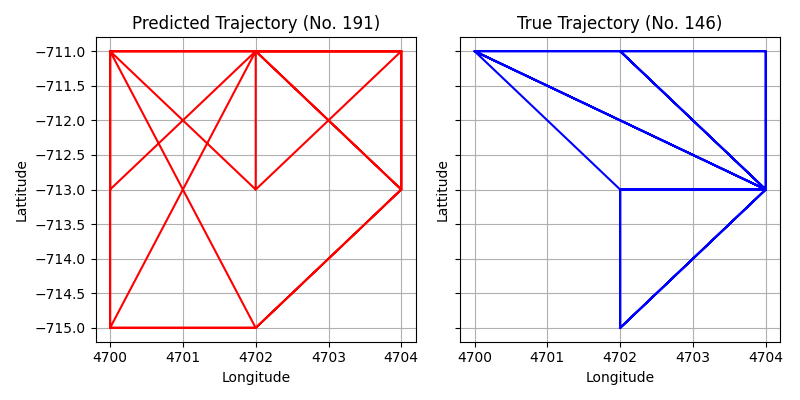 Predicted Trajectory (No. 191)
True Trajectory (No. 146)
Lattitude
−711.0
−711.5
−712.0
−712.5
−713.0
−713.5
−714.0
−714.5
−715.0
4700 4701 4702 4703 4704
Longitude
Lattitude
4700 4701 4702 4703 4704
Longitude